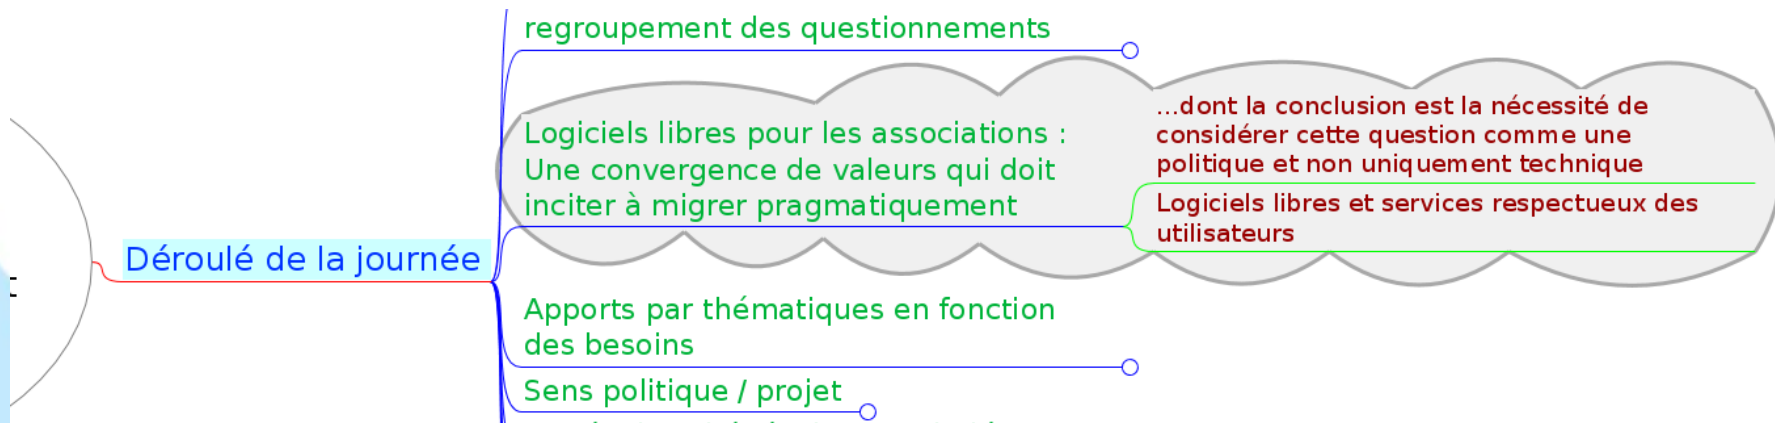 regroupement des questionnements
Logiciels libres pour les associations :
Une convergence de valeurs qui doit
inciter à migrer pragmatiquement
...dont la conclusion est la nécessité de
considérer cette question comme une
politique et non uniquement technique
Logiciels libres et services respectueux des
utilisateurs
Déroulé de la journée
Apports par thématiques en fonction
des besoins
Sens politique / projet